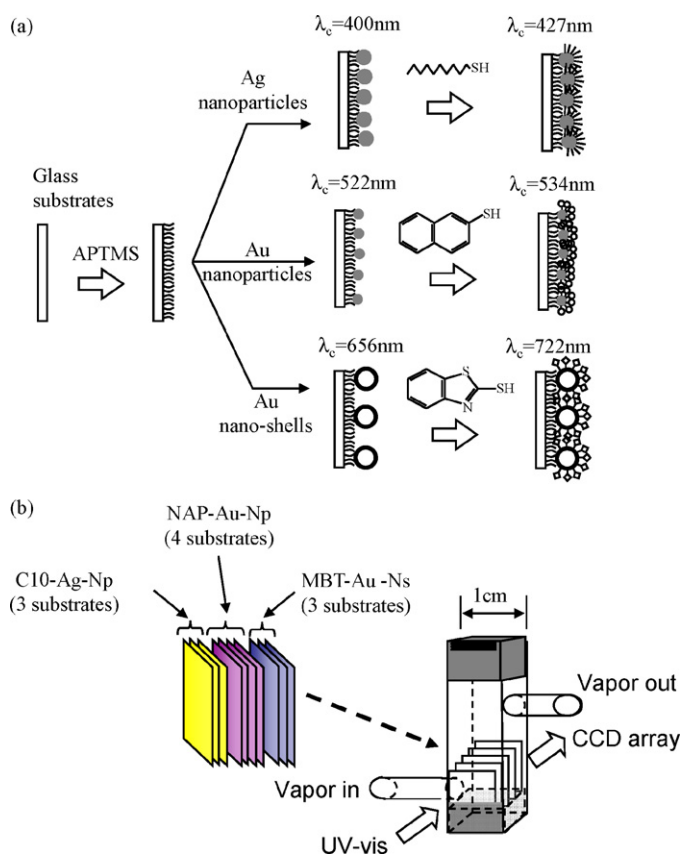 (a)
λc=400nm
λc=427nm
SH
Ag
nanoparticles
λc=522nm
λc=534nm
Glass
substrates
SH
APTMS
Au
nanoparticles
λc=656nm
λc=722nm
S
SH
N
Au
nano-shells
(b)
NAP-Au-Np
(4 substrates)
C10-Ag-Np
(3 substrates)
MBT-Au -Ns
(3 substrates)
1cm
Vapor out
CCD array
Vapor in
UV-vis